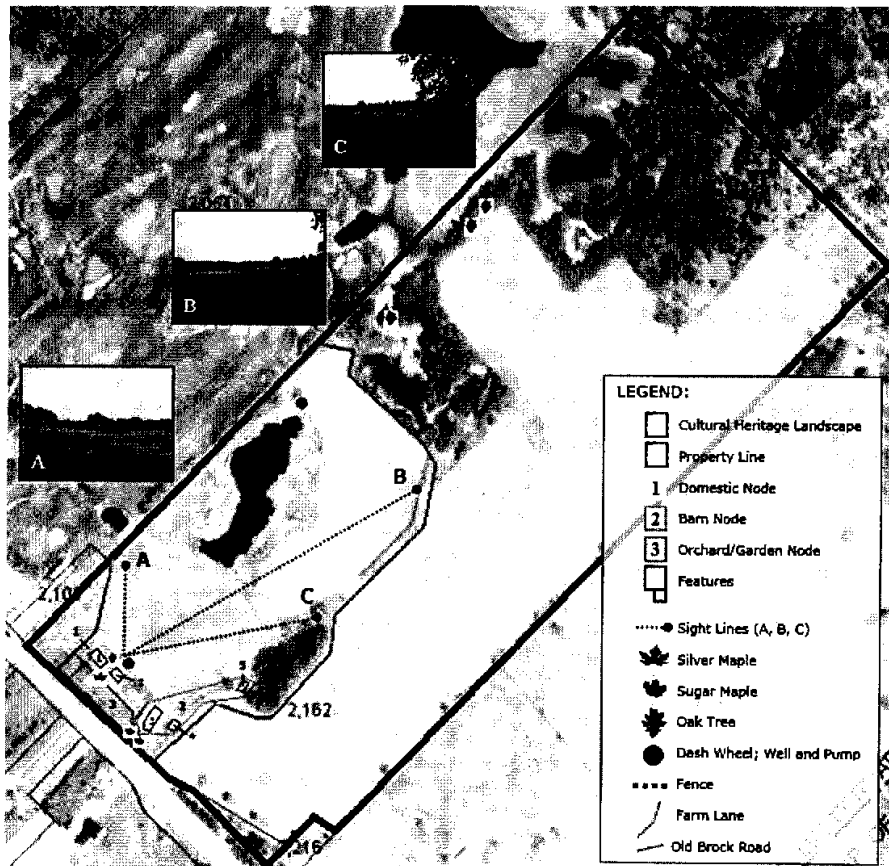 C
B
A
A
B
C
2,162
LEGEND:
Cultural Heritage Landscape
Property Line
1 Domestic Node
2 Barn Node
3 Orchard/Garden Node
Features
Sight Lines (A, B, C)
Silver Maple
Sugar Maple
Oak Tree
Dash Wheel; Well and Pump
Fence
Farm Lane
Old Brock Road